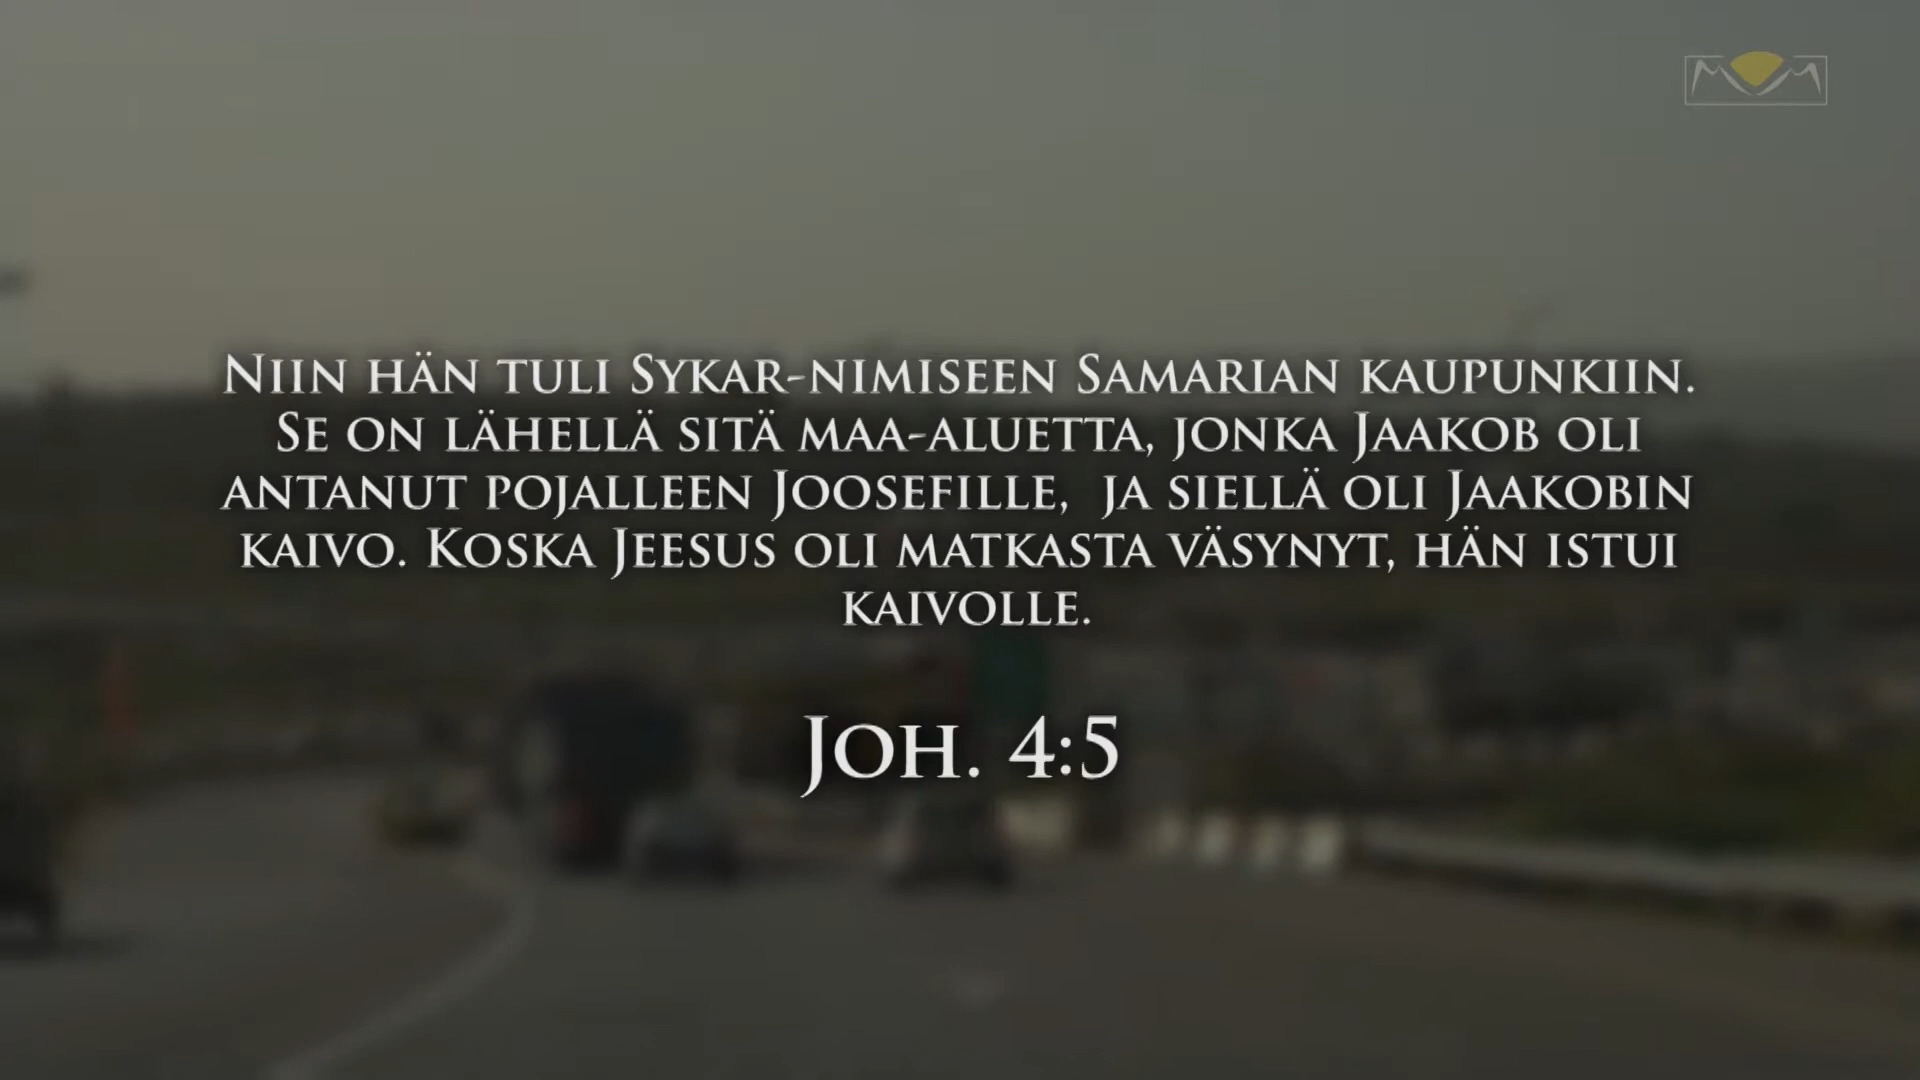 Niin hän tuli Sykar-nimiseen Samarian kaupunkiin.
Se on lähellä sitä maa-aluetta, jonka Jaakob oli
antanut pojalleen Joosefille, ja siellä oli Jaakobin
kaivo. Koska Jeesus oli matkasta väsynyt, hän istui
kaivolle.
Joh. 4:5